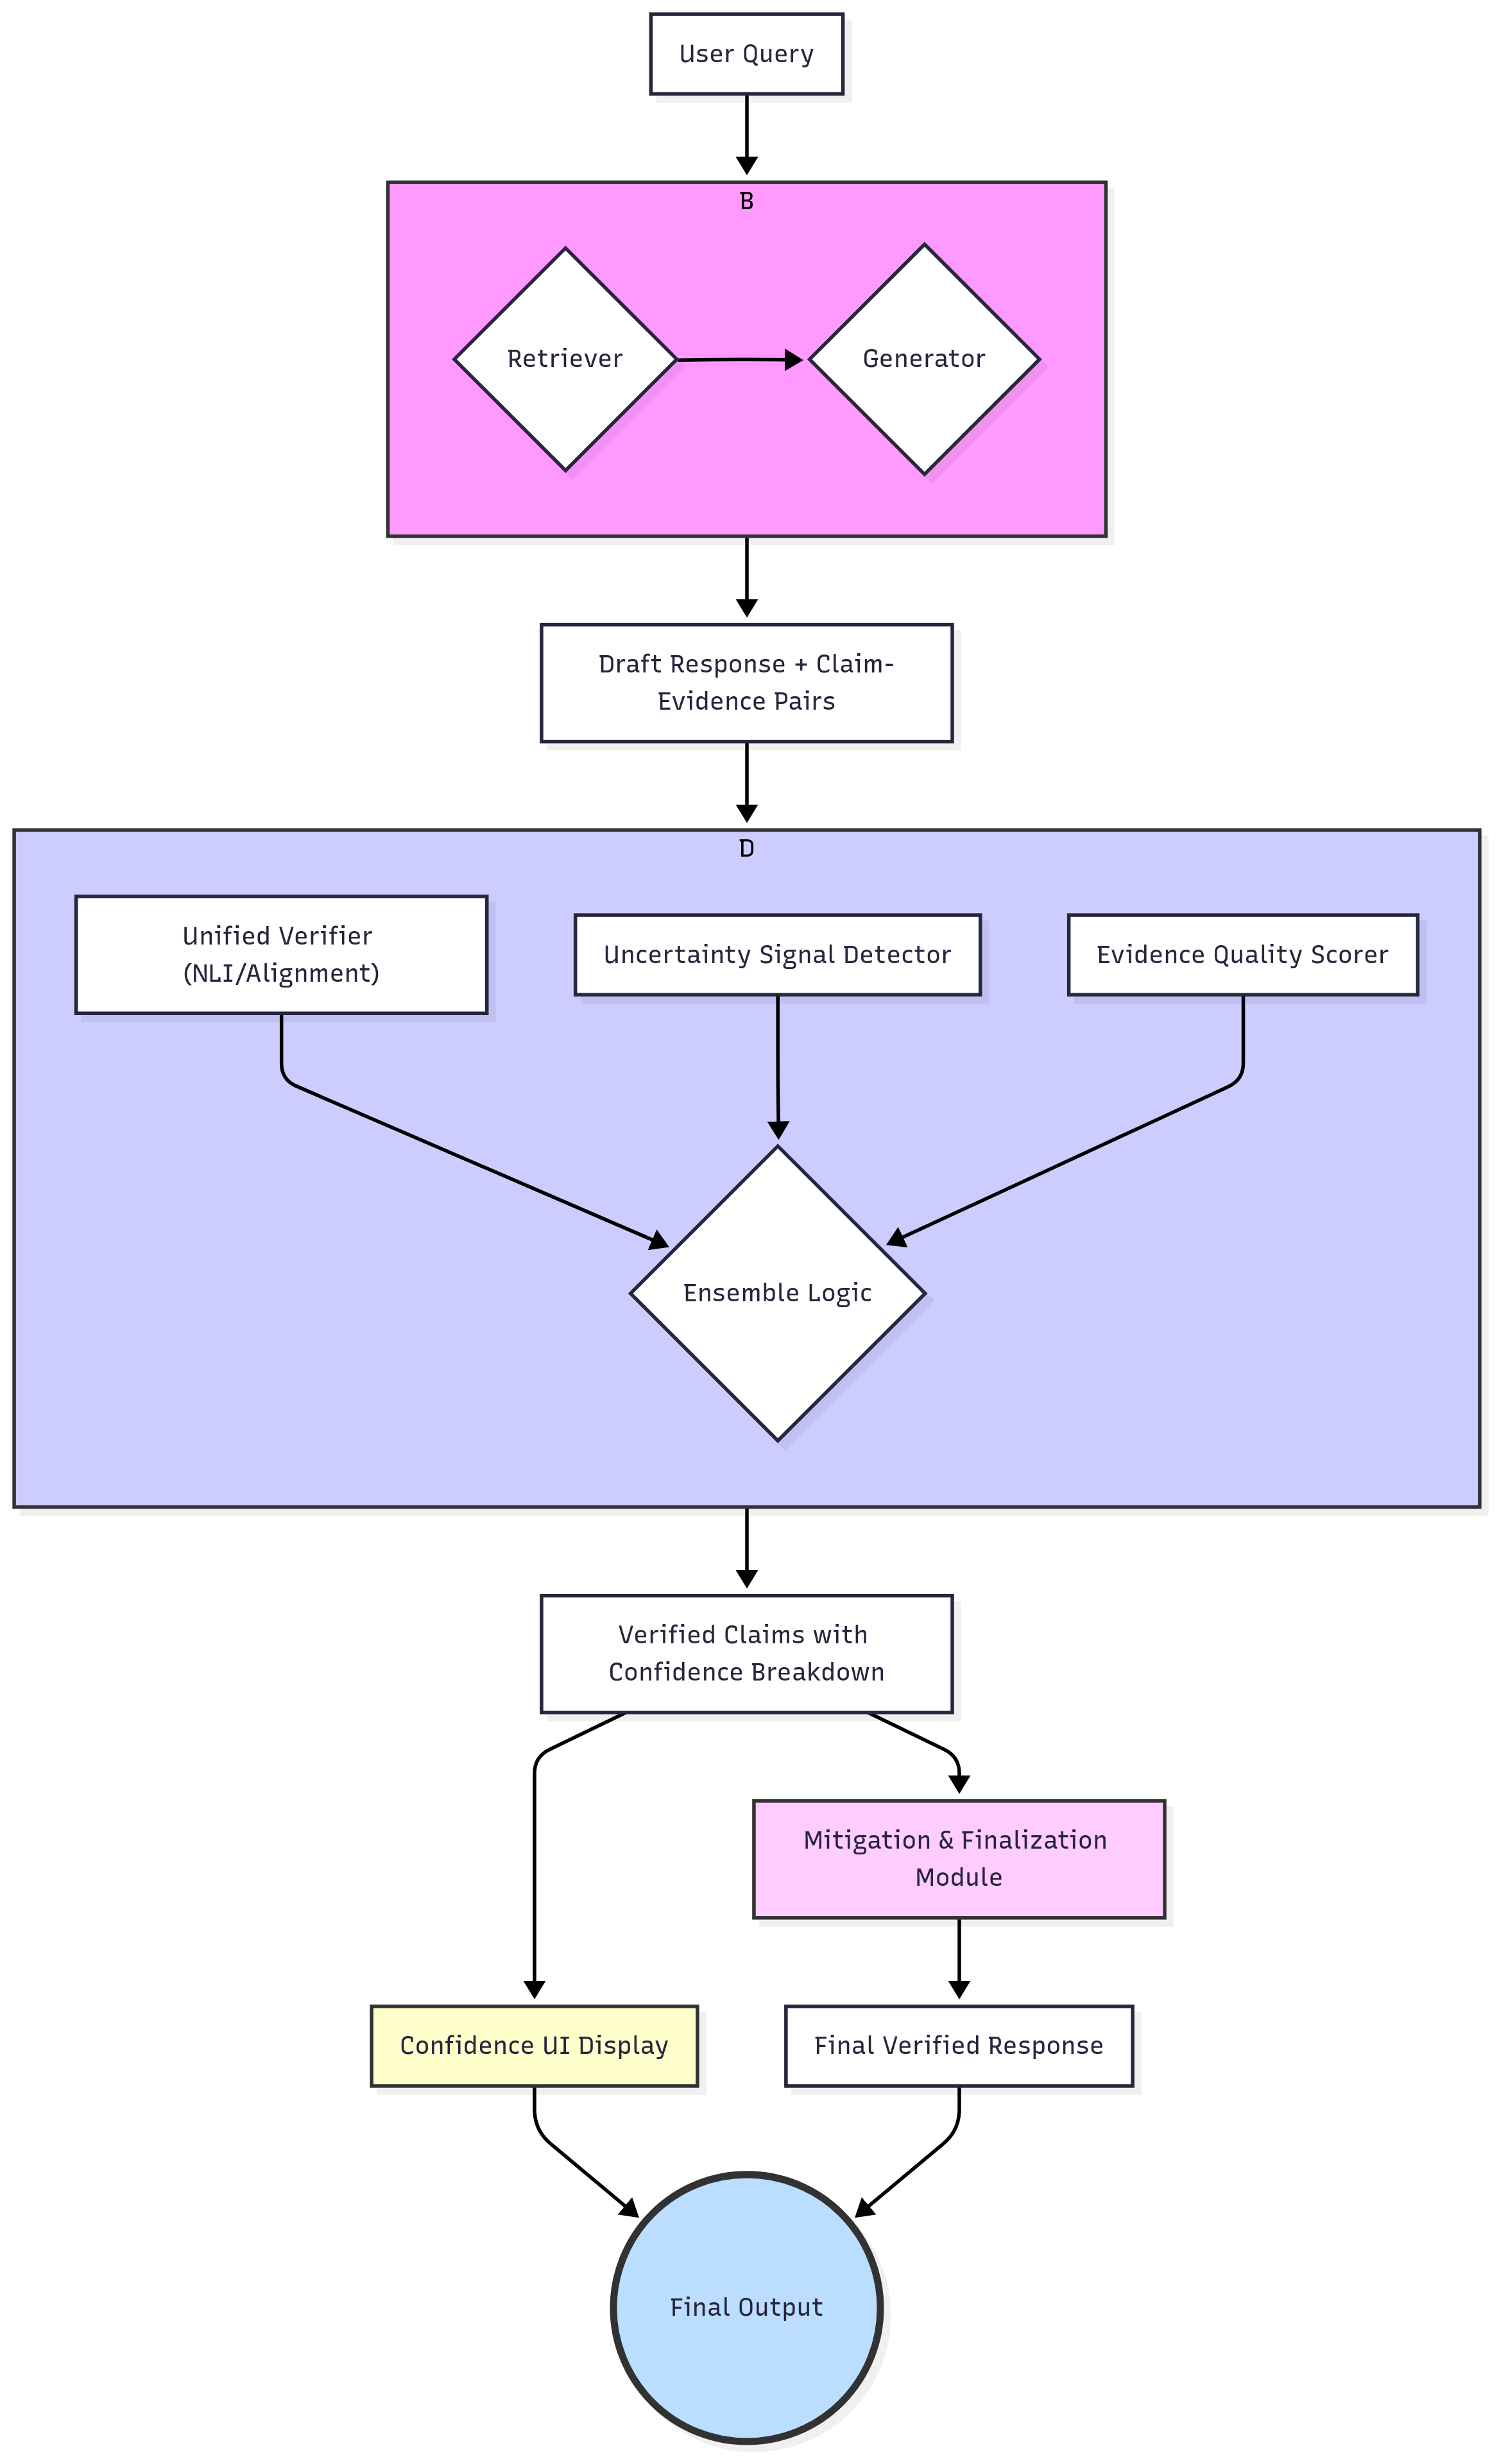 User Query
B
Retriever
Generator
Draft Response + Claim-
Evidence Pairs
D
Unified Verifier
(NLI/Alignment)
Uncertainty Signal Detector
Evidence Quality Scorer
Ensemble Logic
Verified Claims with
Confidence Breakdown
Mitigation & Finalization
Module
Confidence UI Display
Final Verified Response
Final Output